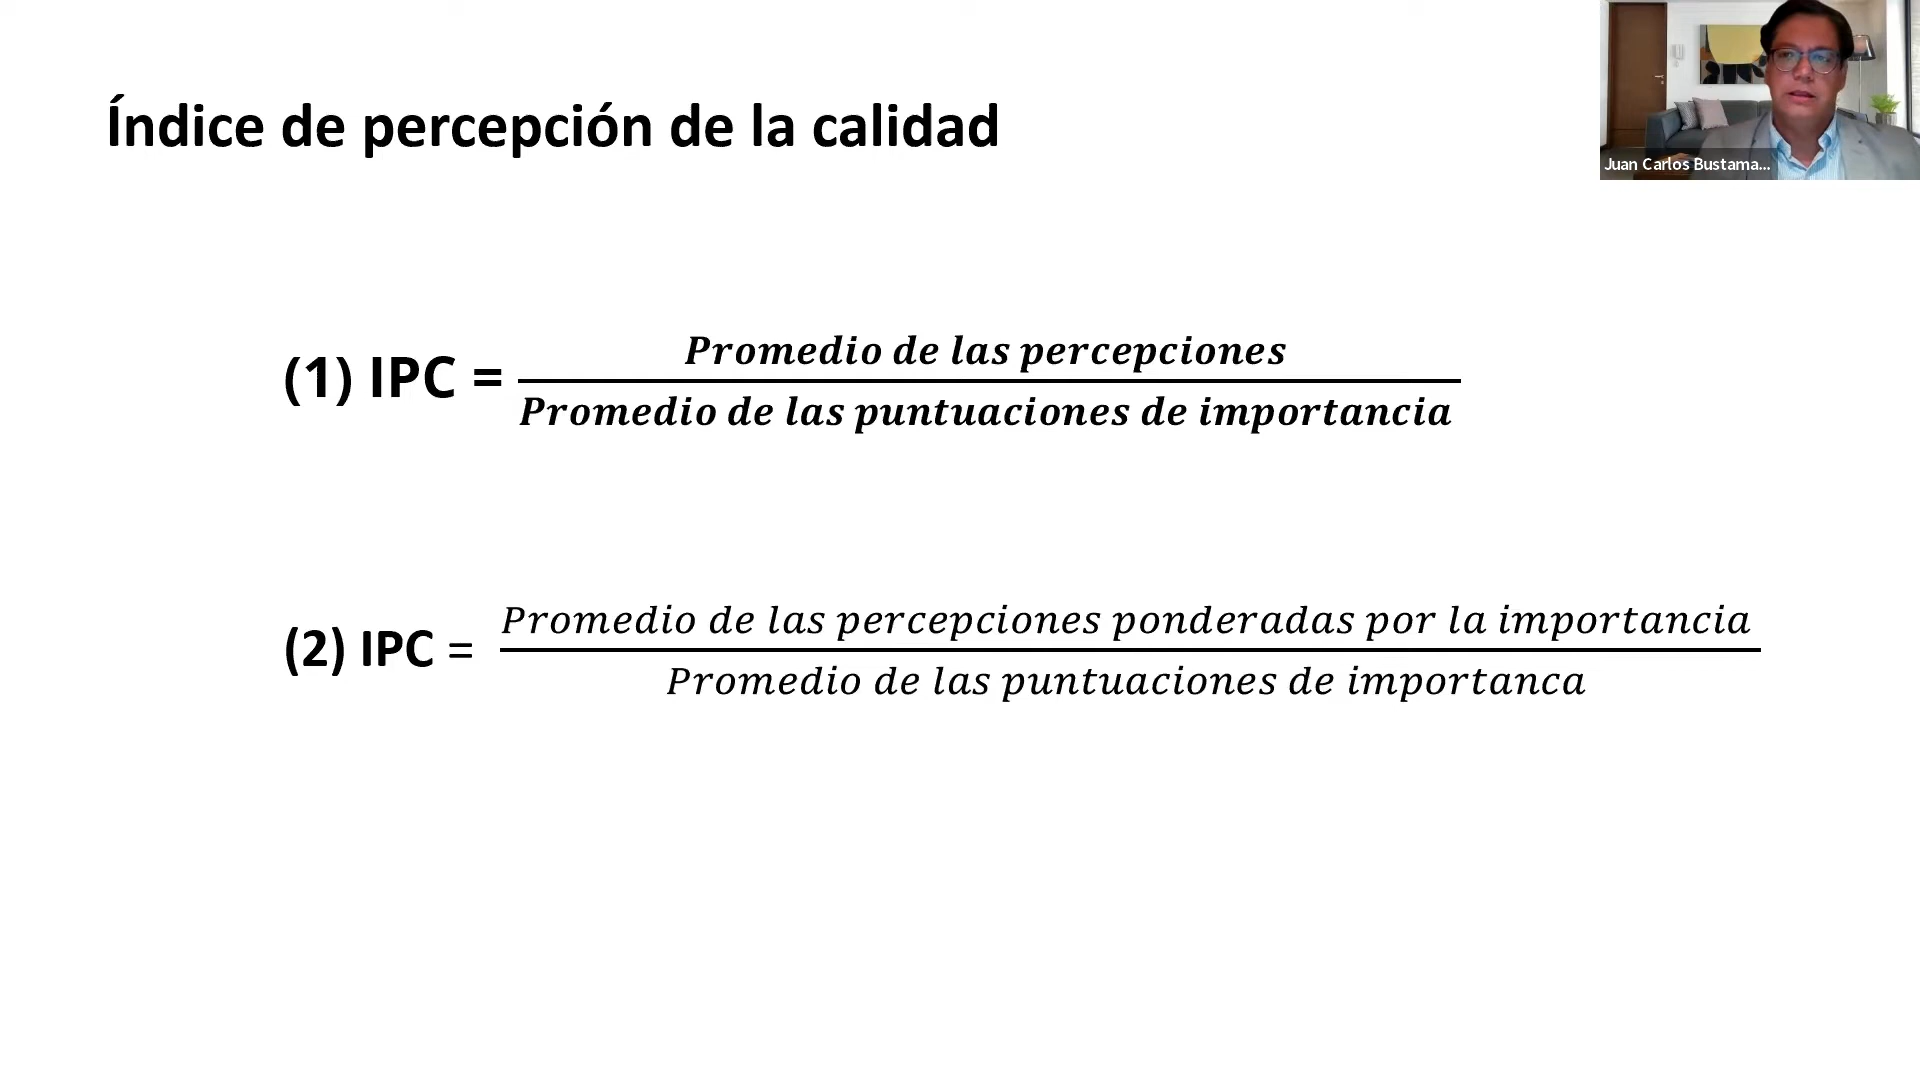 Índice de percepción de la calidad
Juan Carlos Bustama...
(1) IPC = Promedio de las percepciones
Promedio de las puntuaciones de importancia
(2) IPC = Promedio de las percepciones ponderadas por la importancia
Promedio de las puntuaciones de importanca